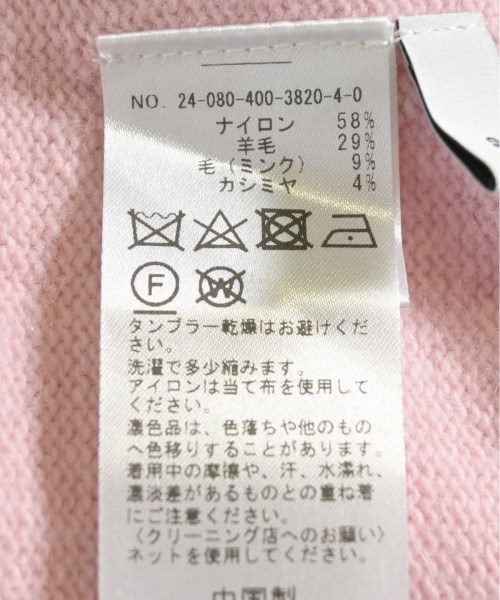 NO. 24-080-400-3820-4-0
ナイロン 58%
羊毛 29%
毛(ミンク) 9%
カシミヤ 4%
F W
タンブラー乾燥はお避けくだ
さい。
洗濯で多少縮みます。
アイロンは当て布を使用して
ください。
濃色品は、色落ちや他のもの
へ色移りすることがあります。
着用中の摩擦や、汗、水濡れ、
濃淡差があるものとの重ね着
にご注意ください。
〈クリーニング店へのお願い〉
ネットを使用してください。
中国製